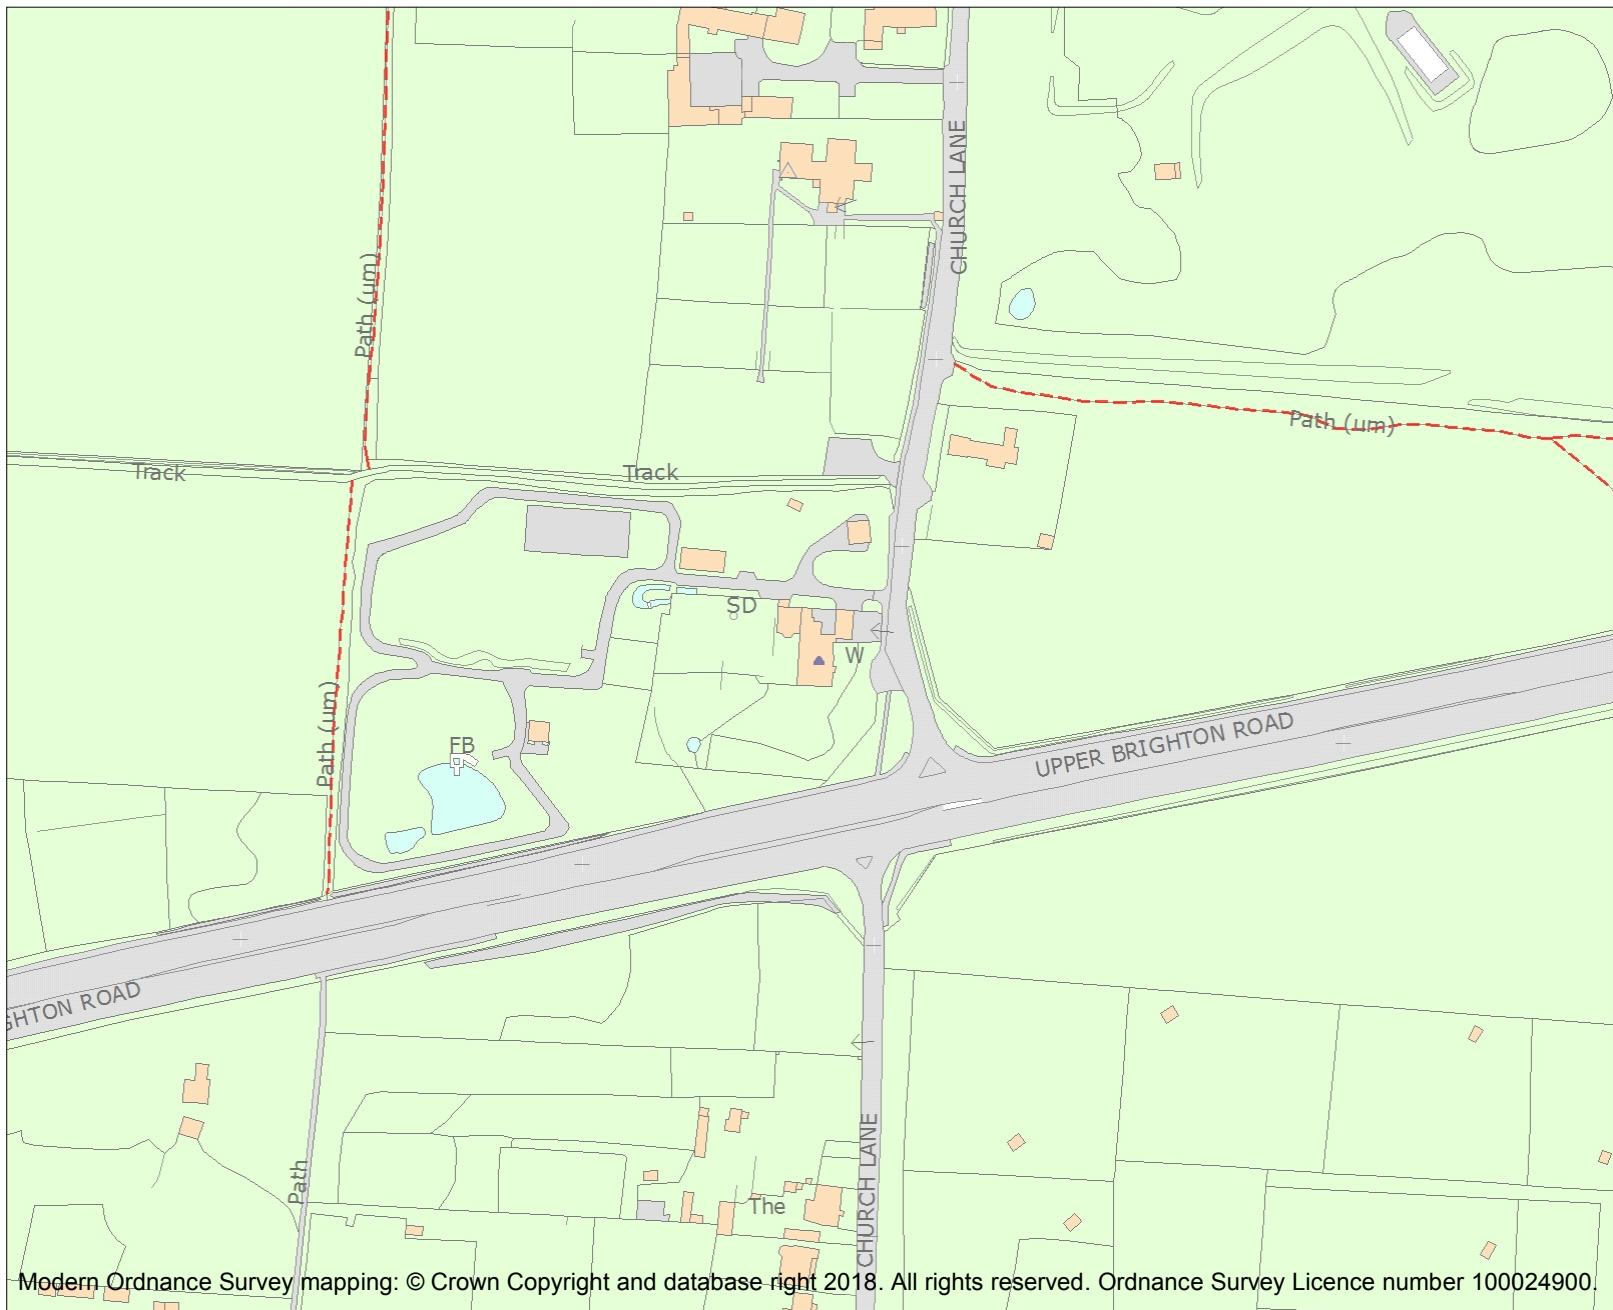 CHURCH LANE
Path (um)
Path (um)
Track
Track
SD
W
Path (um)
FB
UPPER BRIGHTON ROAD
GHTON ROAD
CHURCH LANE
Path
The
Modern Ordnance Survey mapping: © Crown Copyright and database right 2018. All rights reserved. Ordnance Survey Licence number 100024900.